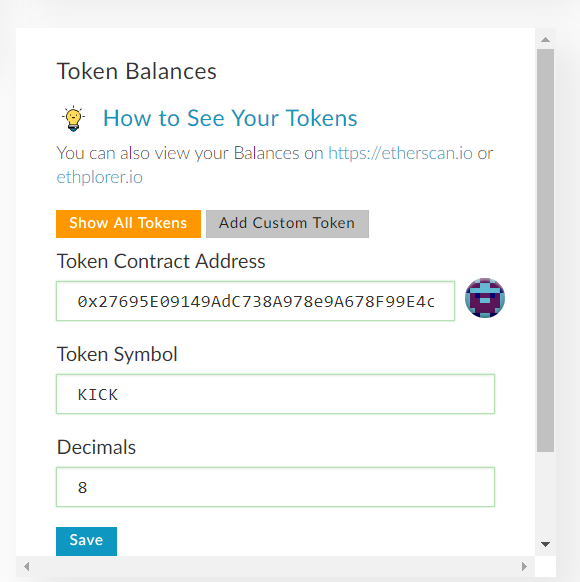 Token Balances
How to See Your Tokens
You can also view your Balances on https://etherscan.io or
ethplorer.io
Show All Tokens Add Custom Token
Token Contract Address
0x27695E09149AdC738A978e9A678F99E4c
Token Symbol
KICK
Decimals
8
Save